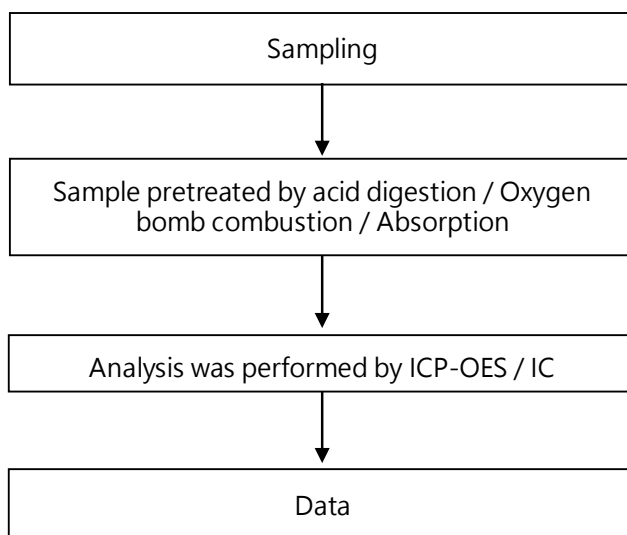 Sampling
Sample pretreated by acid digestion / Oxygen
bomb combustion / Absorption
Analysis was performed by ICP-OES / IC
Data